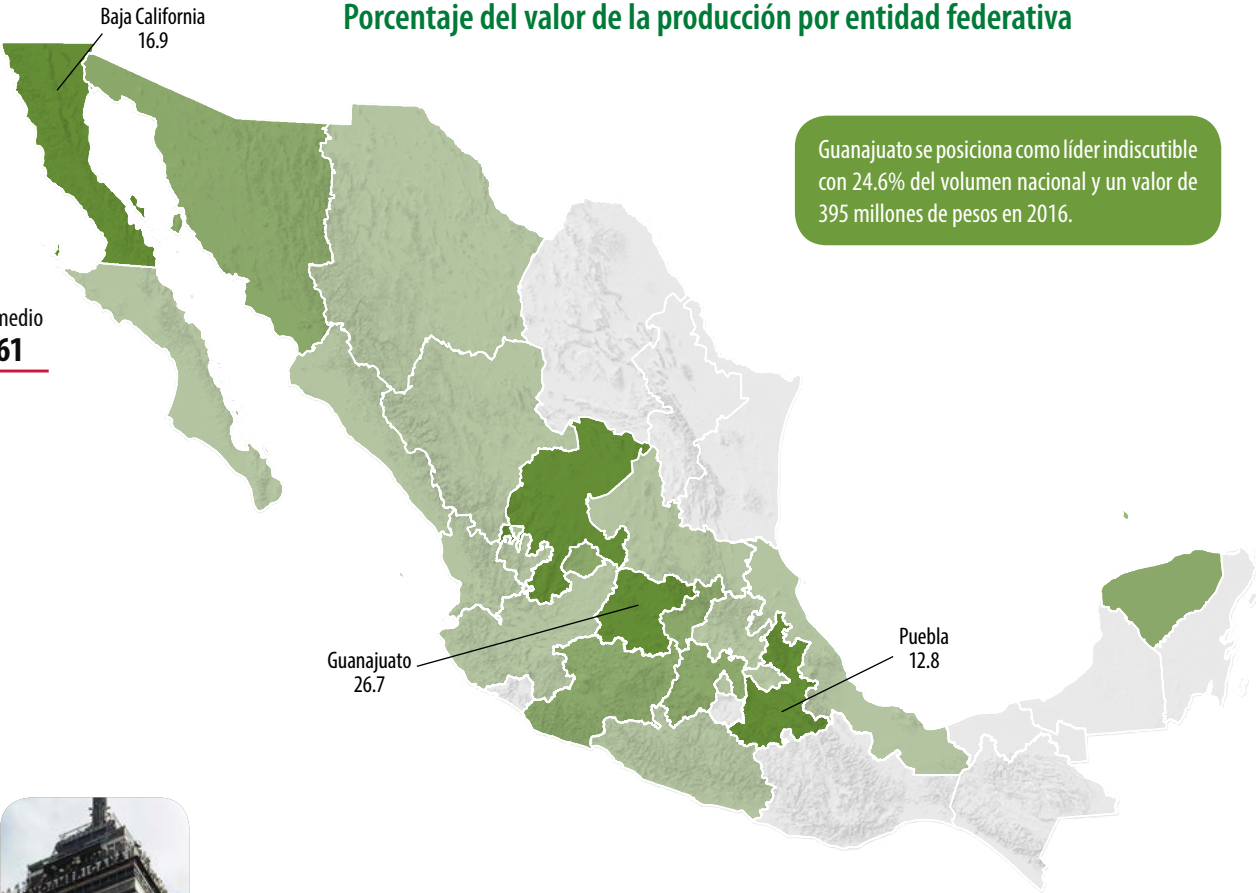 Porcentaje del valor de la producción por entidad federativa
Baja California
16.9
Guanajuato se posiciona como líder indiscutible
con 24.6% del volumen nacional y un valor de
395 millones de pesos en 2016.
medio
61
Guanajuato
26.7
Puebla
12.8